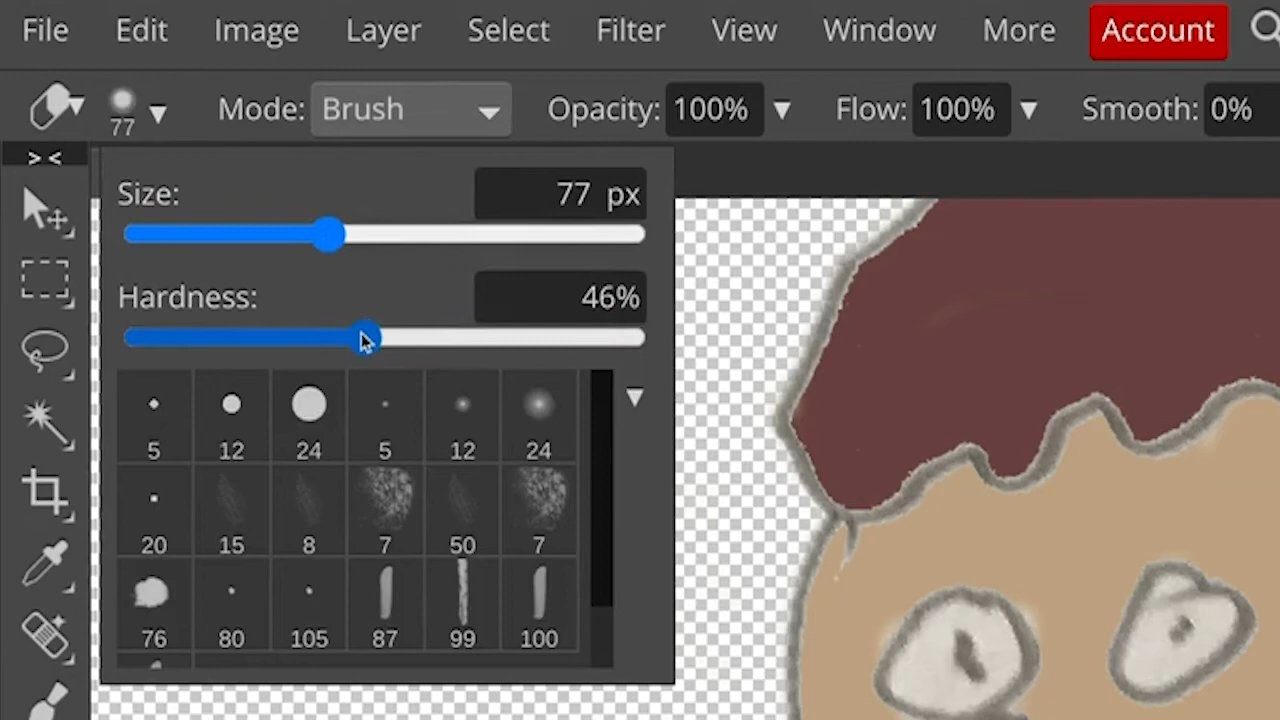 File Edit Image Layer Select Filter View Window More Account
77 Mode: Brush Opacity: 100% Flow: 100% Smooth: 0%
> <
Size: 77 px
Hardness: 46%
5 12 24 5 12 24
20 15 8 7 50 7
76 80 105 87 99 100